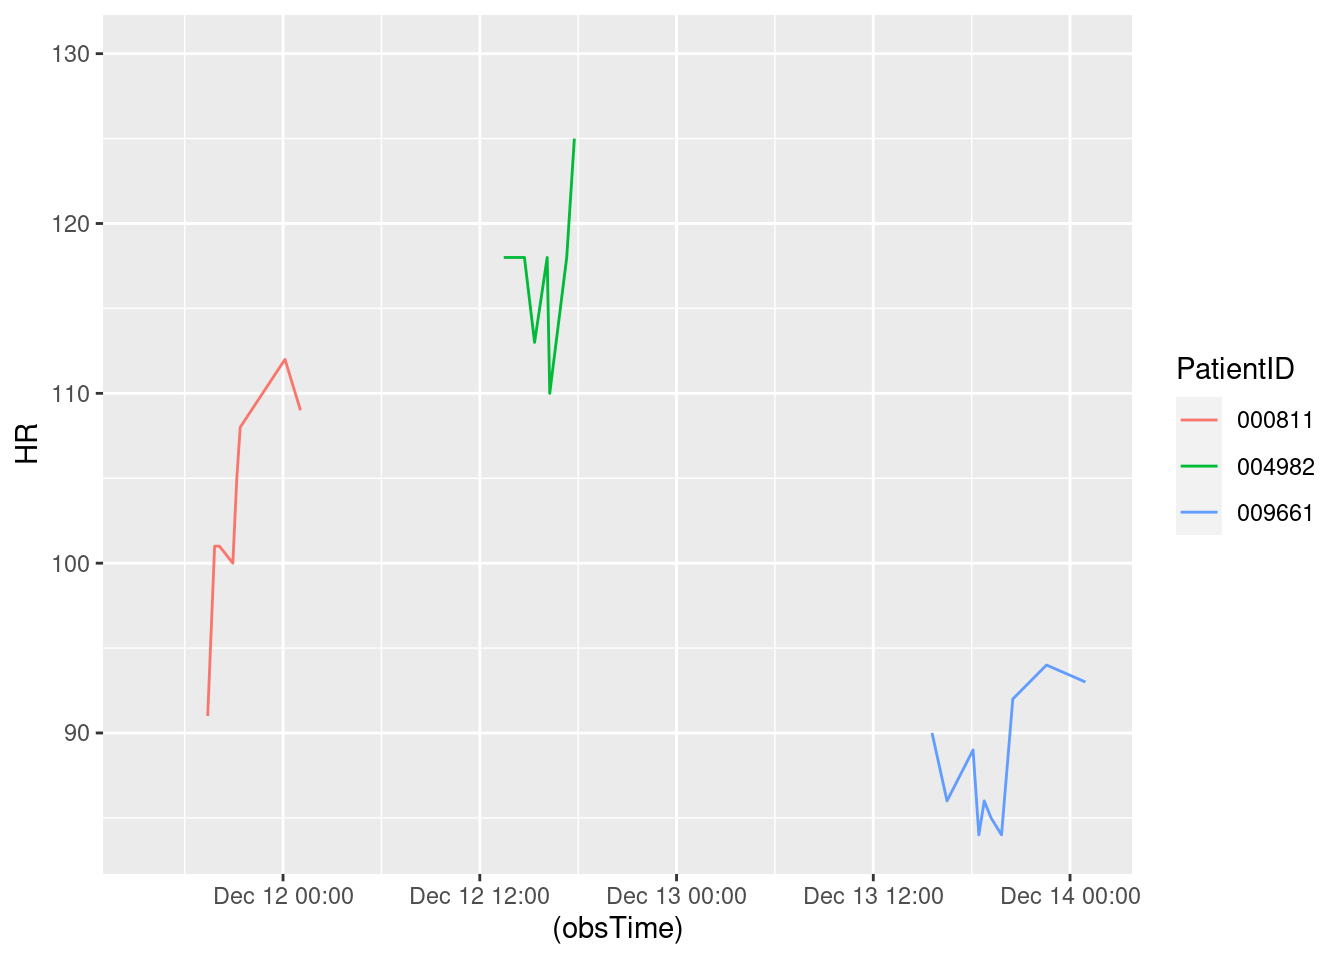 130
120
110
100
90
HR
Dec 12 00:00
Dec 12 12:00
Dec 13 00:00
Dec 13 12:00
Dec 14 00:00
(obsTime)
PatientID
000811
004982
009661